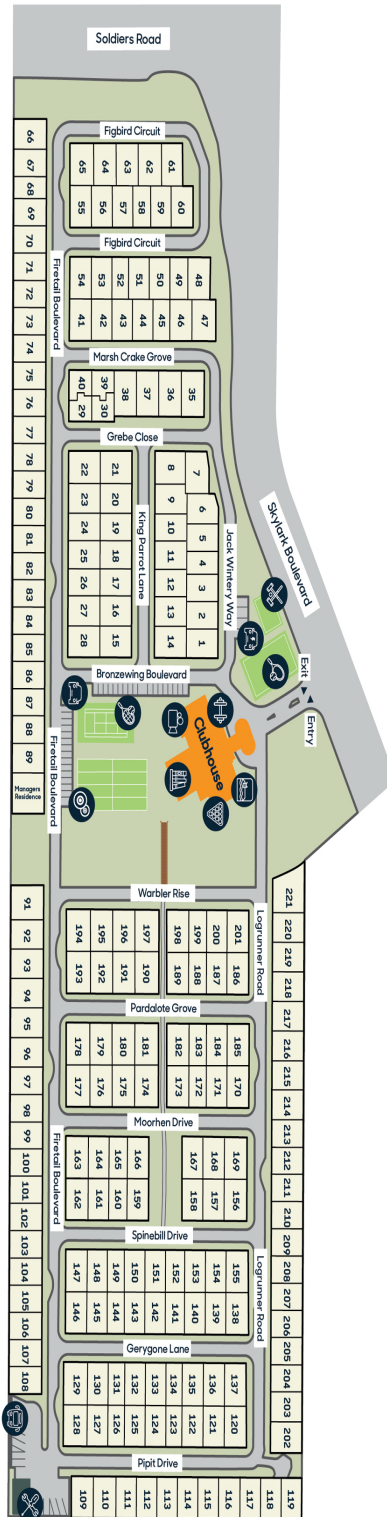 Soldiers Road
Figbird Circuit
66
67
68
69
70
71
72
73
74
75
76
77
78
79
80
81
82
83
84
85
86
87
88
89
Managers
Residence
65 64 63 62 61
55 56 57 58 59 60
Figbird Circuit
Firetail Boulevard
54 53 52 51 50 49 48
41 42 43 44 45 46 47
Marsh Crake Grove
40 39 38 37 36 35
29 30
Grebe Close
22 21
23 20
24 19
25 18
26 17
27 16
28 15
King Parrot Lane
8 7
9 6
10 5
11 4
12 3
13 2
14 1
Jack Wintery Way
Skylark Boulevard
Exit
Entry
Bronzewing Boulevard
Clubhouse
Firetail Boulevard
Warbler Rise
Logrunner Road
91
92
93
94
95
96
97
98
99
100
101
102
103
104
105
106
107
108
194 195 196 197 198 199 200 201
193 192 191 190 189 188 187 186
Pardalote Grove
178 179 180 181 182 183 184 185
177 176 175 174 173 172 171 170
Moorhen Drive
Firetail Boulevard
163 164 165 166 167 168 169
162 161 160 159 158 157 156
Spinebill Drive
Logrunner Road
147 148 149 150 151 152 153 154 155
146 145 144 143 142 141 140 139 138
Gerygone Lane
129 130 131 132 133 134 135 136 137
128 127 126 125 124 123 122 121 120
Pipit Drive
109 110 111 112 113 114 115 116 117 118 119
221
220
219
218
217
216
215
214
213
212
211
210
209
208
207
206
205
204
203
202